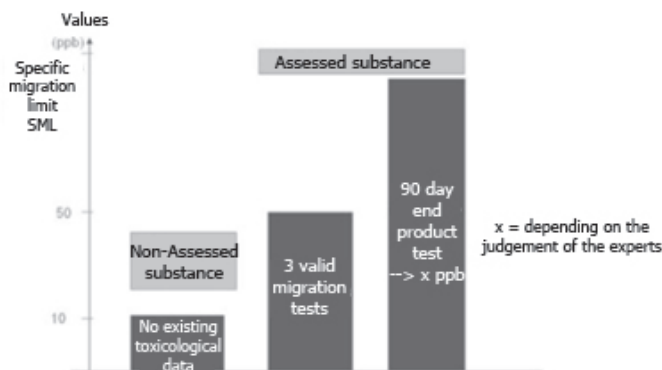 Values
(ppb)
Specific
migration
limit
SML
Assessed substance
50
Non-Assessed
substance
10
No existing
toxicological
data
3 valid
migration
tests
90 day
end
product
test
--> x ppb
x = depending on the
judgement of the experts